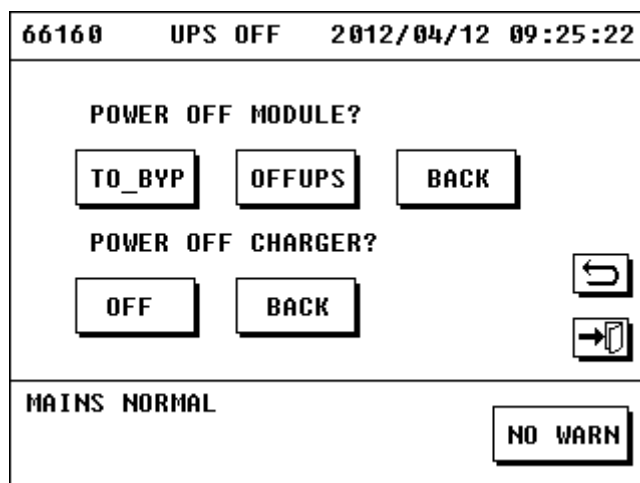 66160 UPS OFF 2012/04/12 09:25:22
POWER OFF MODULE?
TO_BYP OFFUPS BACK
POWER OFF CHARGER?
OFF BACK
MAINS NORMAL
NO WARN